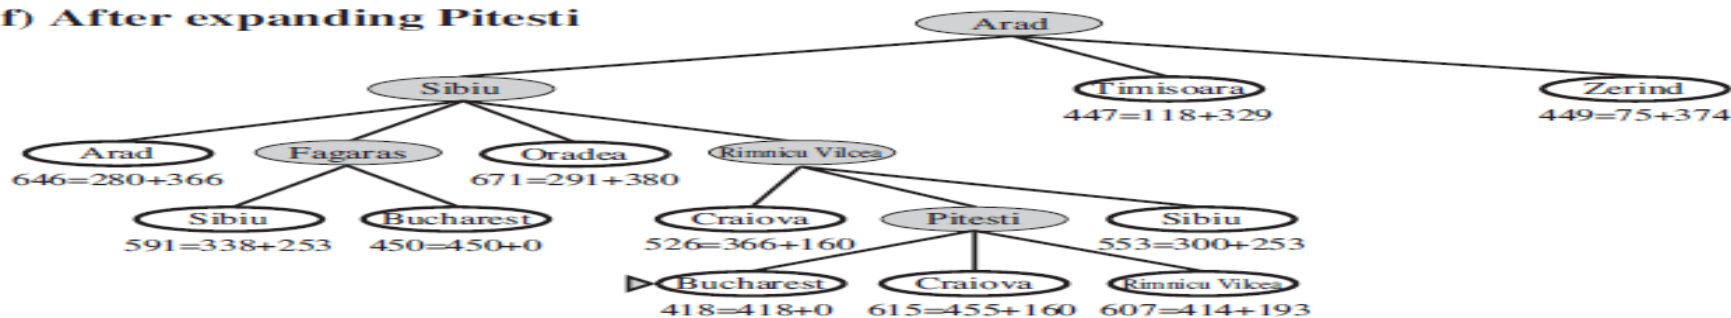 f) After expanding Pitesti
Arad
Sibiu
Timisoara
Zerind
447=118+329
449=75+374
Arad
Fagaras
Oradea
Rimnicu Vilcea
646=280+366
671=291+380
Sibiu
Bucharest
Craiova
Pitesti
Sibiu
591=338+253
450=450+0
526=366+160
553=300+253
Bucharest
Craiova
Rimnicu Vilcea
418=418+0
615=455+160
607=414+193